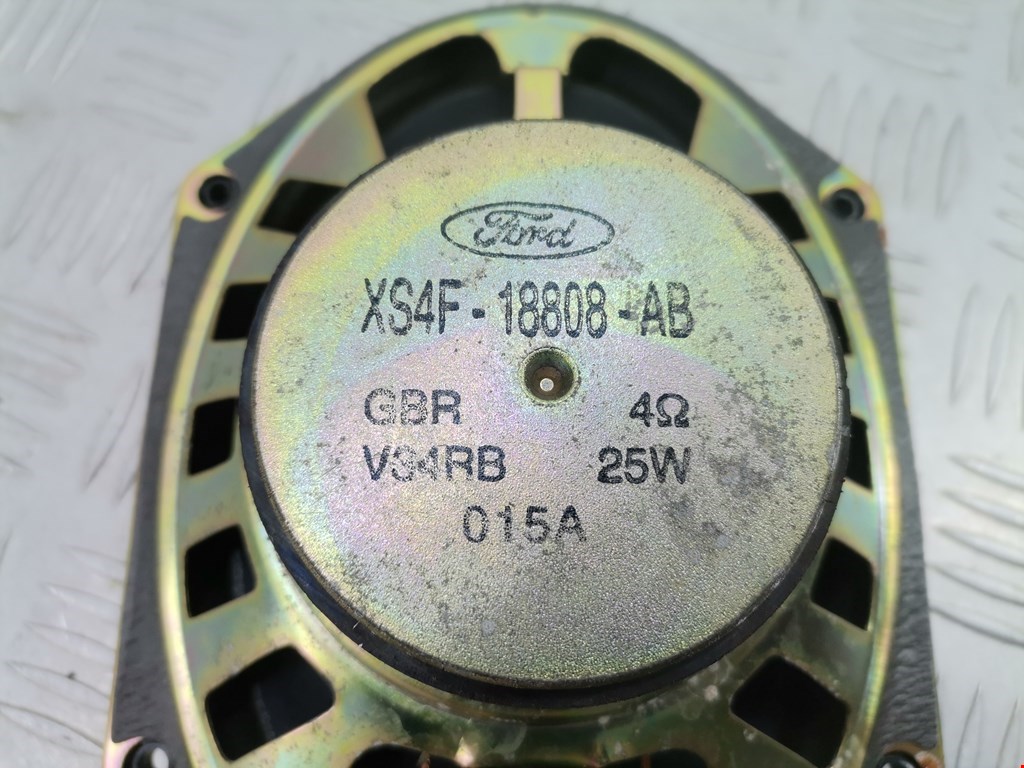 Ford
XS4F-18808-AB
GBR 4Ω
V34RB 25W
015A